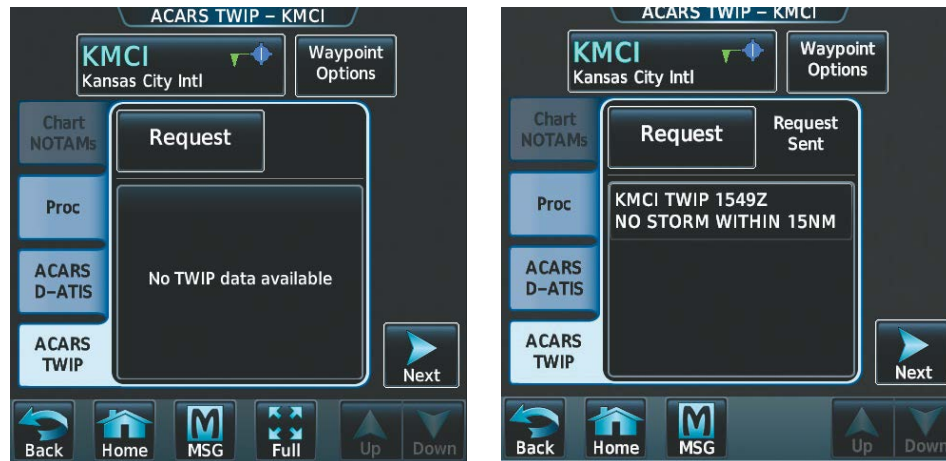 ACARS TWIP – KMCI
KMCI
Kansas City Intl
Waypoint
Options
Chart
NOTAMs
Request
Proc
ACARS
D–ATIS
No TWIP data available
ACARS
TWIP
Next
Back
Home
MSG
Full
Up
Down
ACARS TWIP – KMCI
KMCI
Kansas City Intl
Waypoint
Options
Chart
NOTAMs
Request
Request
Sent
Proc
KMCI TWIP 1549Z
NO STORM WITHIN 15NM
ACARS
D–ATIS
ACARS
TWIP
Next
Back
Home
MSG
Up
Down